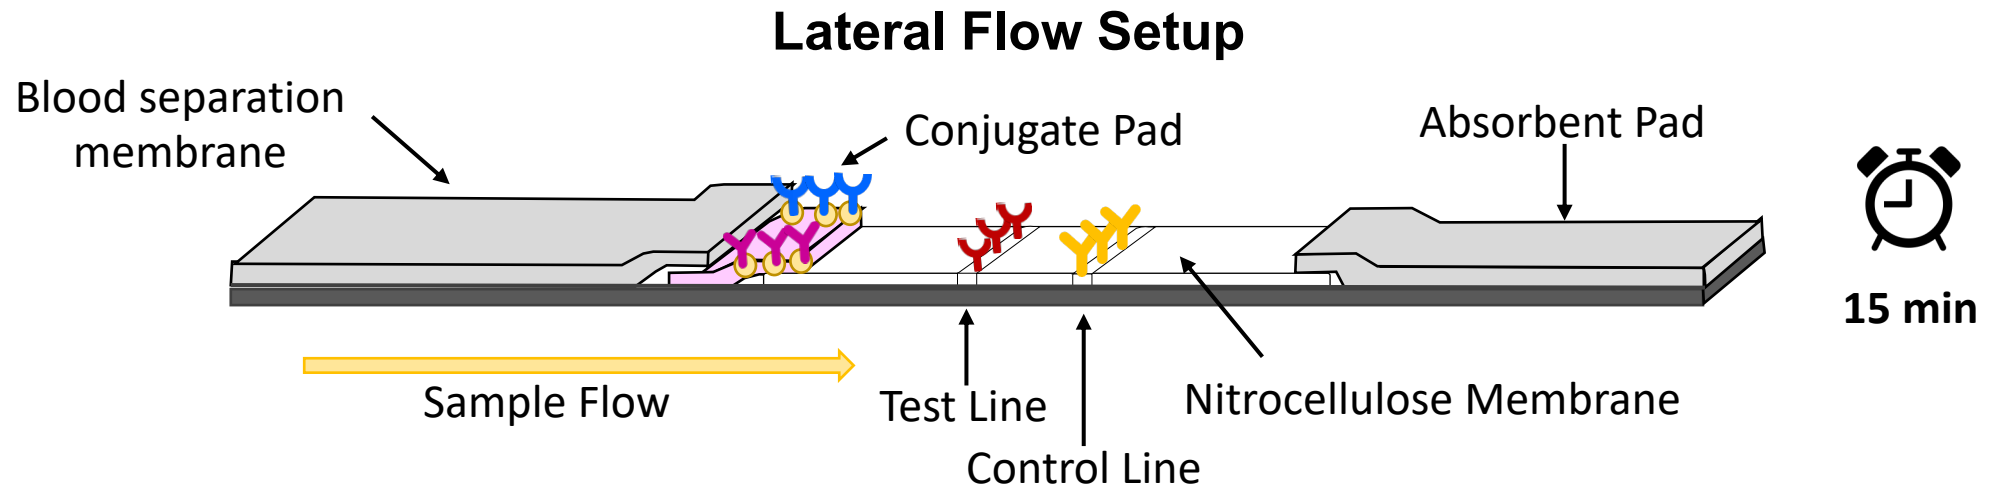 Lateral Flow Setup
Blood separation
membrane
Conjugate Pad
Absorbent Pad
15 min
Sample Flow
Test Line
Nitrocellulose Membrane
Control Line